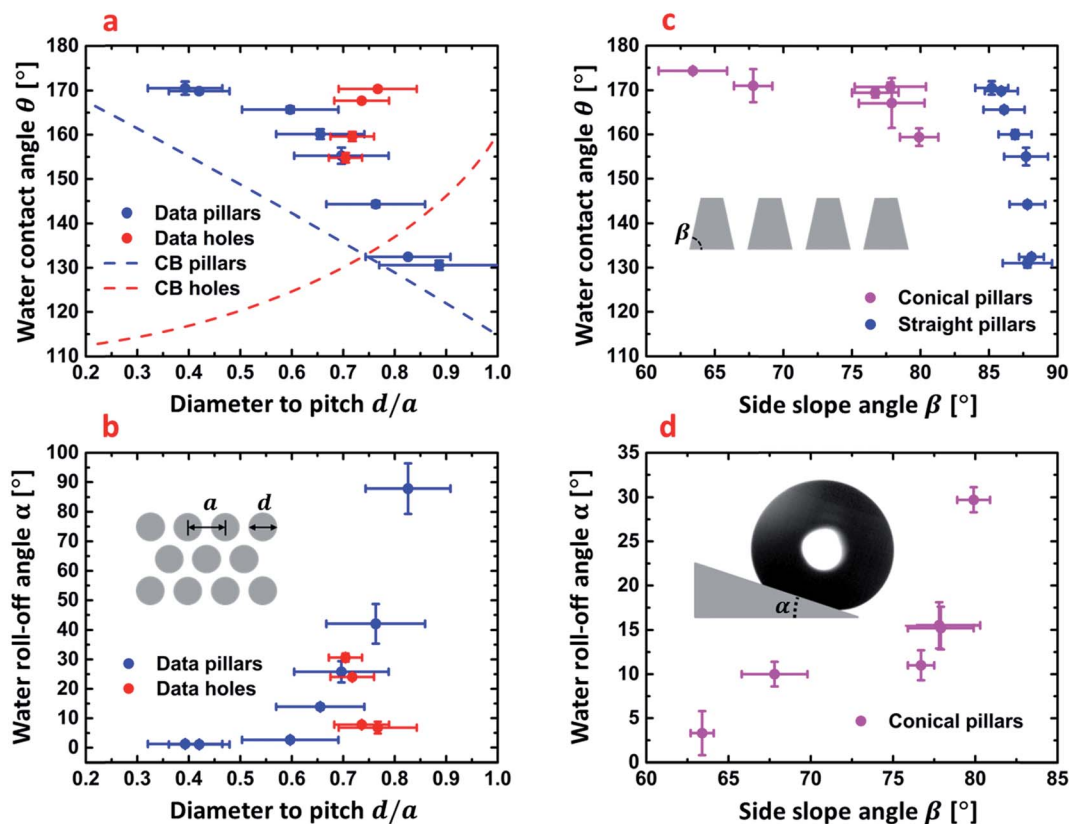 a
Water contact angle θ [°]
180
170
160
150
140
130
120
110
Data pillars
Data holes
CB pillars
CB holes
0.2 0.3 0.4 0.5 0.6 0.7 0.8 0.9 1.0
Diameter to pitch d/a
c
Water contact angle θ [°]
180
170
160
150
140
130
120
110
β
Conical pillars
Straight pillars
60 65 70 75 80 85 90
Side slope angle β [°]
b
Water roll-off angle α [°]
100
90
80
70
60
50
40
30
20
10
0
a d
Data pillars
Data holes
0.2 0.3 0.4 0.5 0.6 0.7 0.8 0.9 1.0
Diameter to pitch d/a
d
Water roll-off angle α [°]
35
30
25
20
15
10
5
0
α
Conical pillars
60 65 70 75 80 85
Side slope angle β [°]